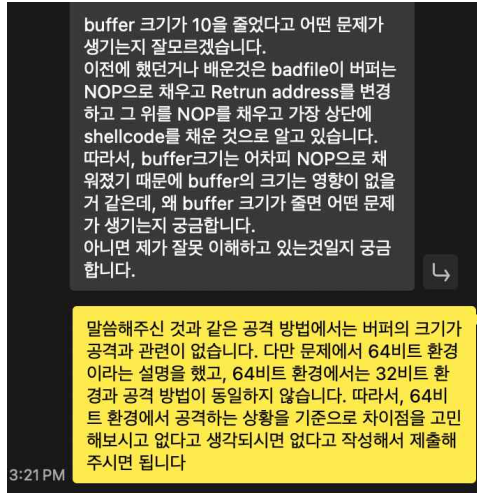 buffer 크기가 10을 줄었다고 어떤 문제가
생기는지 잘모르겠습니다.
이전에 했던거나 배운것은 badfile이 버퍼는
NOP으로 채우고 Retrun address를 변경
하고 그 위를 NOP를 채우고 가장 상단에
shellcode를 채운 것으로 알고 있습니다.
따라서, buffer크기는 어차피 NOP으로 채
워졌기 때문에 buffer의 크기는 영향이 없을
거 같은데, 왜 buffer 크기가 줄면 어떤 문제
가 생기는지 궁금합니다.
아니면 제가 잘못 이해하고 있는것일지 궁금
합니다.
말씀해주신 것과 같은 공격 방법에서는 버퍼의 크기가
공격과 관련이 없습니다. 다만 문제에서 64비트 환경
이라는 설명을 했고, 64비트 환경에서는 32비트 환
경과 공격 방법이 동일하지 않습니다. 따라서, 64비
트 환경에서 공격하는 상황을 기준으로 차이점을 고민
해보시고 없다고 생각되시면 없다고 작성해서 제출해
주시면 됩니다
3:21 PM